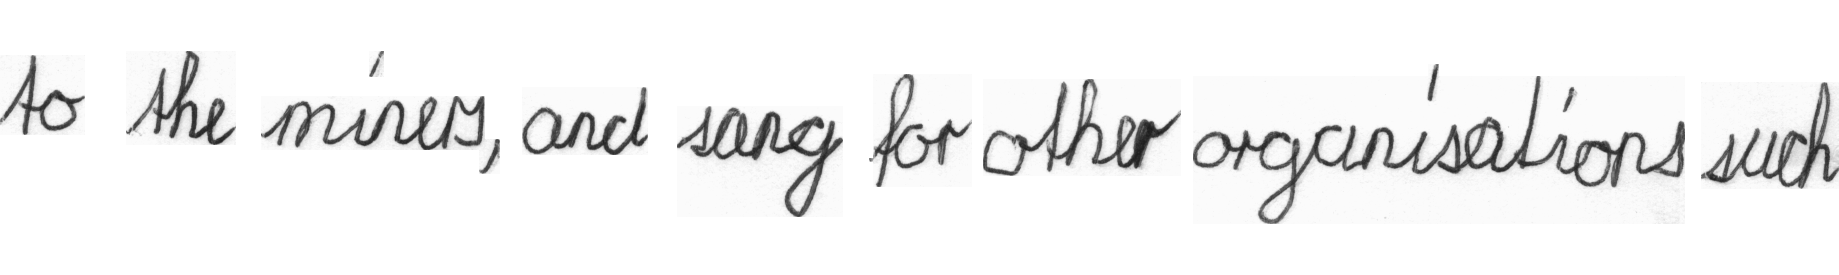 to the miners, and sang for other organisations such